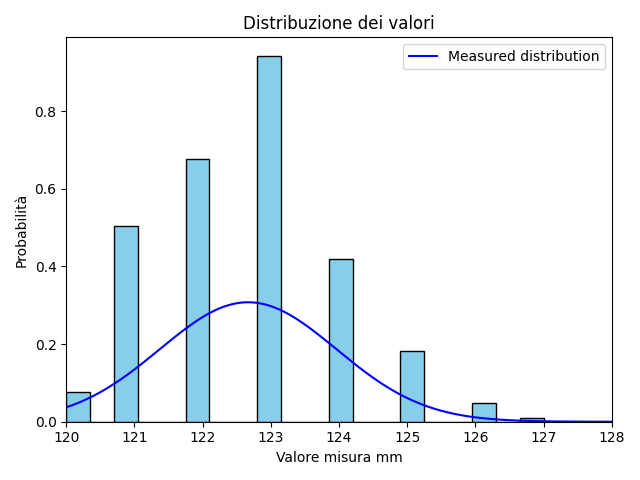 Distribuzione dei valori
Measured distribution
Probabilità
0.8
0.6
0.4
0.2
0.0
120 121 122 123 124 125 126 127 128
Valore misura mm